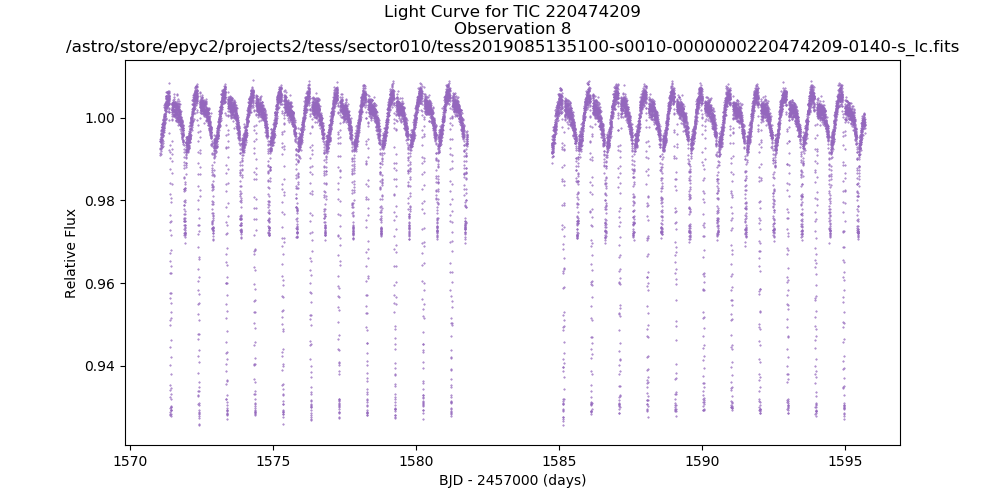 Light Curve for TIC 220474209
Observation 8
/astro/store/epyc2/projects2/tess/sector010/tess2019085135100-s0010-0000000220474209-0140-s_lc.fits
1.00
0.98
0.96
0.94
Relative Flux
1570
1575
1580
1585
1590
1595
BJD - 2457000 (days)